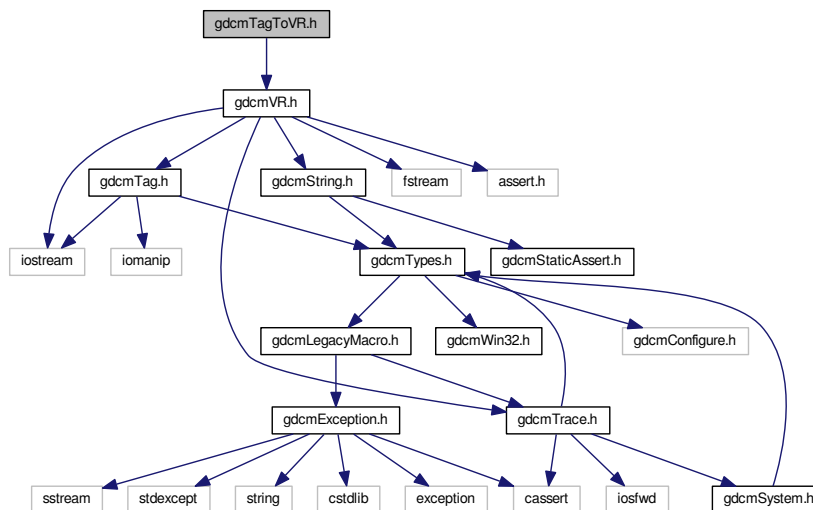 gdcmTagToVR.h
gdcmVR.h
gdcmTag.h
gdcmString.h
fstream
assert.h
iostream
iomanip
gdcmTypes.h
gdcmStaticAssert.h
gdcmLegacyMacro.h
gdcmWin32.h
gdcmConfigure.h
gdcmException.h
gdcmTrace.h
sstream
stdexcept
string
cstdlib
exception
cassert
iosfwd
gdcmSystem.h